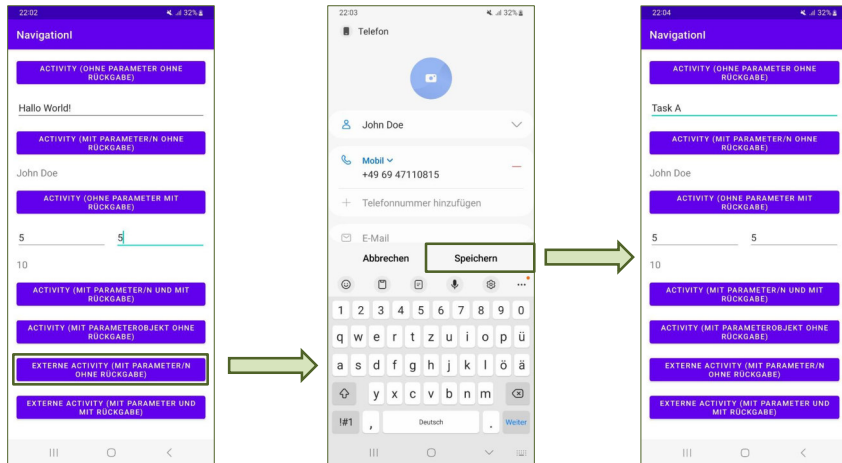 22:02 32%
NavigationI
ACTIVITY (OHNE PARAMETER OHNE
RÜCKGABE)
Hallo World!
ACTIVITY (MIT PARAMETER/N OHNE
RÜCKGABE)
John Doe
ACTIVITY (OHNE PARAMETER MIT
RÜCKGABE)
5 5
10
ACTIVITY (MIT PARAMETER/N UND MIT
RÜCKGABE)
ACTIVITY (MIT PARAMETEROBJEKT OHNE
RÜCKGABE)
EXTERNE ACTIVITY (MIT PARAMETER/N
OHNE RÜCKGABE)
EXTERNE ACTIVITY (MIT PARAMETER UND
MIT RÜCKGABE)
22:03 32%
Telefon
John Doe
Mobil
+49 69 47110815
Telefonnummer hinzufügen
E-Mail
Abbrechen Speichern
1 2 3 4 5 6 7 8 9 0
q w e r t z u i o p ü
a s d f g h j k l ö ä
y x c v b n m
!#1 , Deutsch . Weiter
22:04 32%
NavigationI
ACTIVITY (OHNE PARAMETER OHNE
RÜCKGABE)
Task A
ACTIVITY (MIT PARAMETER/N OHNE
RÜCKGABE)
John Doe
ACTIVITY (OHNE PARAMETER MIT
RÜCKGABE)
5 5
10
ACTIVITY (MIT PARAMETER/N UND MIT
RÜCKGABE)
ACTIVITY (MIT PARAMETEROBJEKT OHNE
RÜCKGABE)
EXTERNE ACTIVITY (MIT PARAMETER/N
OHNE RÜCKGABE)
EXTERNE ACTIVITY (MIT PARAMETER UND
MIT RÜCKGABE)